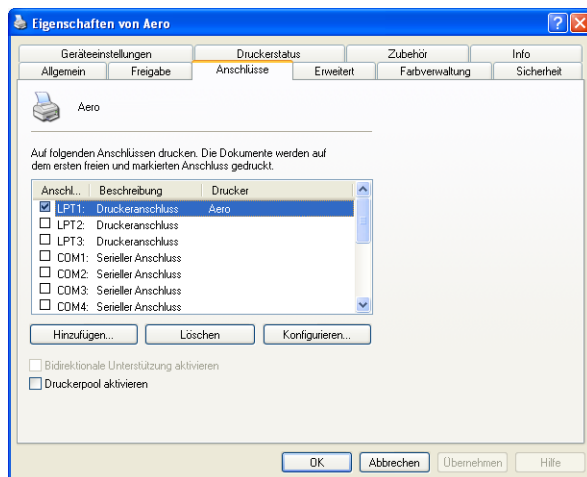 Eigenschaften von Aero
Geräteeinstellungen Druckerstatus Zubehör Info
Allgemein Freigabe Anschlüsse Erweitert Farbverwaltung Sicherheit
Aero
Auf folgenden Anschlüssen drucken. Die Dokumente werden auf
dem ersten freien und markierten Anschluss gedruckt.
Anschl... Beschreibung Drucker
LPT1: Druckeranschluss Aero
LPT2: Druckeranschluss
LPT3: Druckeranschluss
COM1: Serieller Anschluss
COM2: Serieller Anschluss
COM3: Serieller Anschluss
COM4: Serieller Anschluss
Hinzufügen... Löschen Konfigurieren...
Bidirektionale Unterstützung aktivieren
Druckerpool aktivieren
OK Abbrechen Übernehmen Hilfe